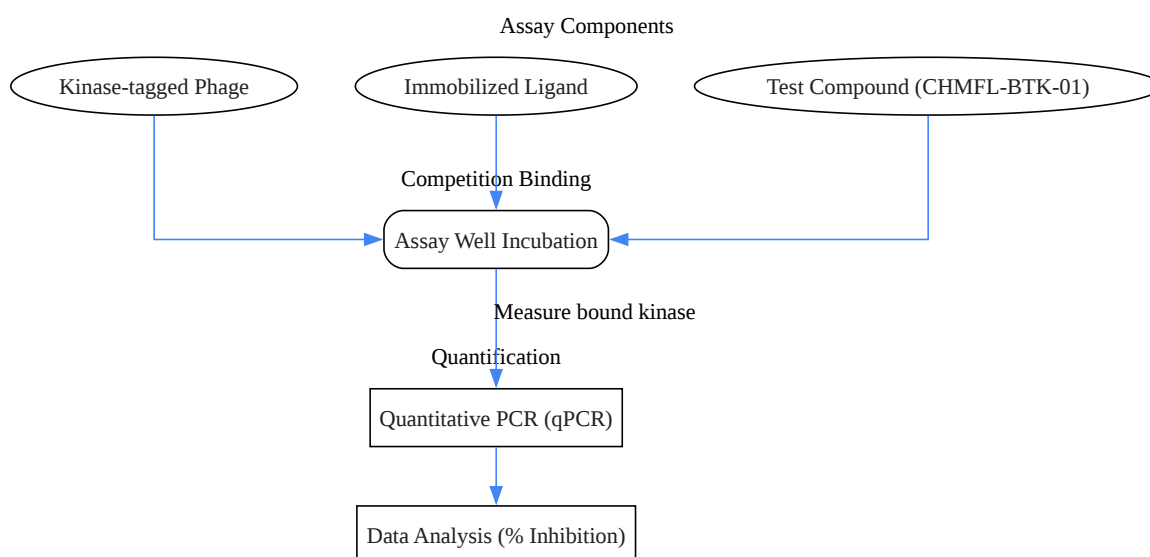 Assay Components
Kinase-tagged Phage
Immobilized Ligand
Test Compound (CHMFL-BTK-01)
Competition Binding
Assay Well Incubation
Measure bound kinase
Quantification
Quantitative PCR (qPCR)
Data Analysis (% Inhibition)